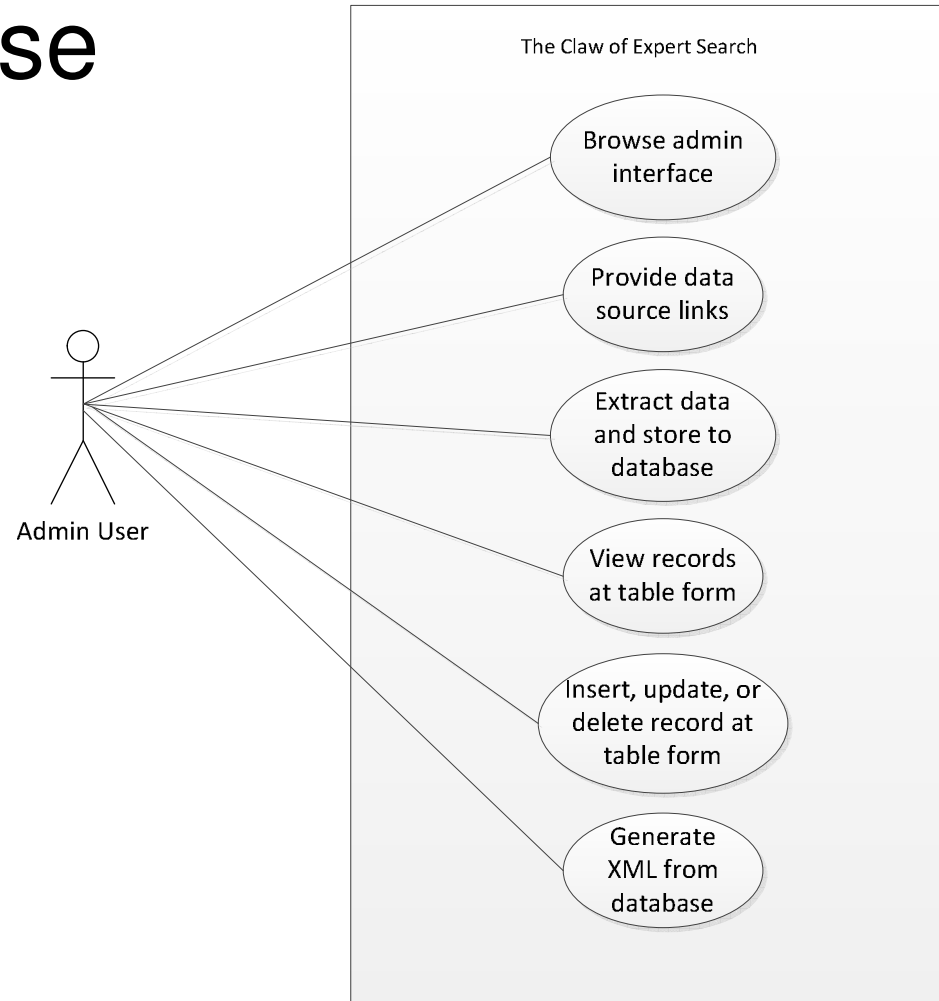 se
The Claw of Expert Search
Browse admin
interface
Provide data
source links
Extract data
and store to
database
Admin User
View records
at table form
Insert, update, or
delete record at
table form
Generate
XML from
database